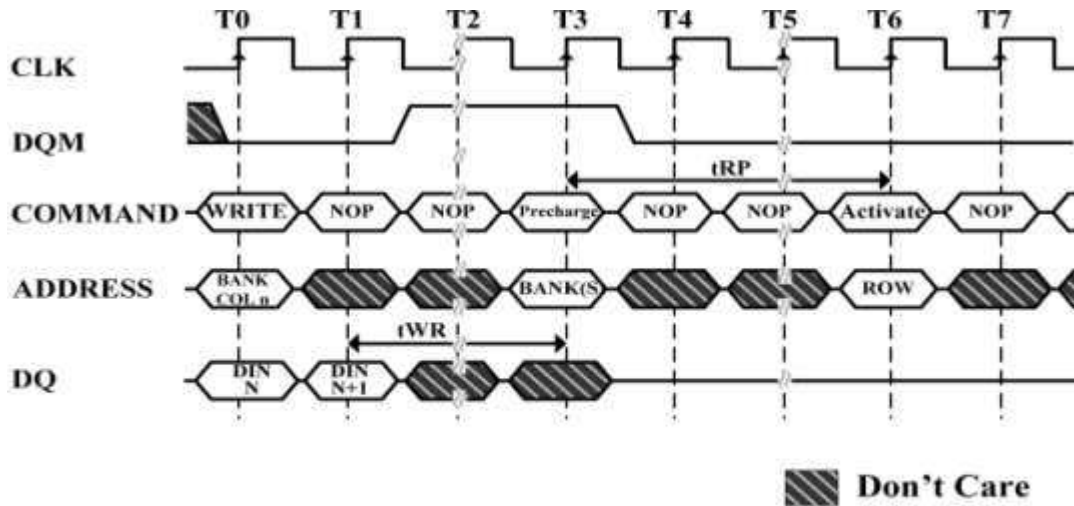 T0 T1 T2 T3 T4 T5 T6 T7
CLK
DQM
tRP
COMMAND WRITE NOP NOP Precharge NOP NOP Activate NOP
ADDRESS BANK COL n BANK(S ROW
tWR
DQ DIN N DIN N+1
Don't Care